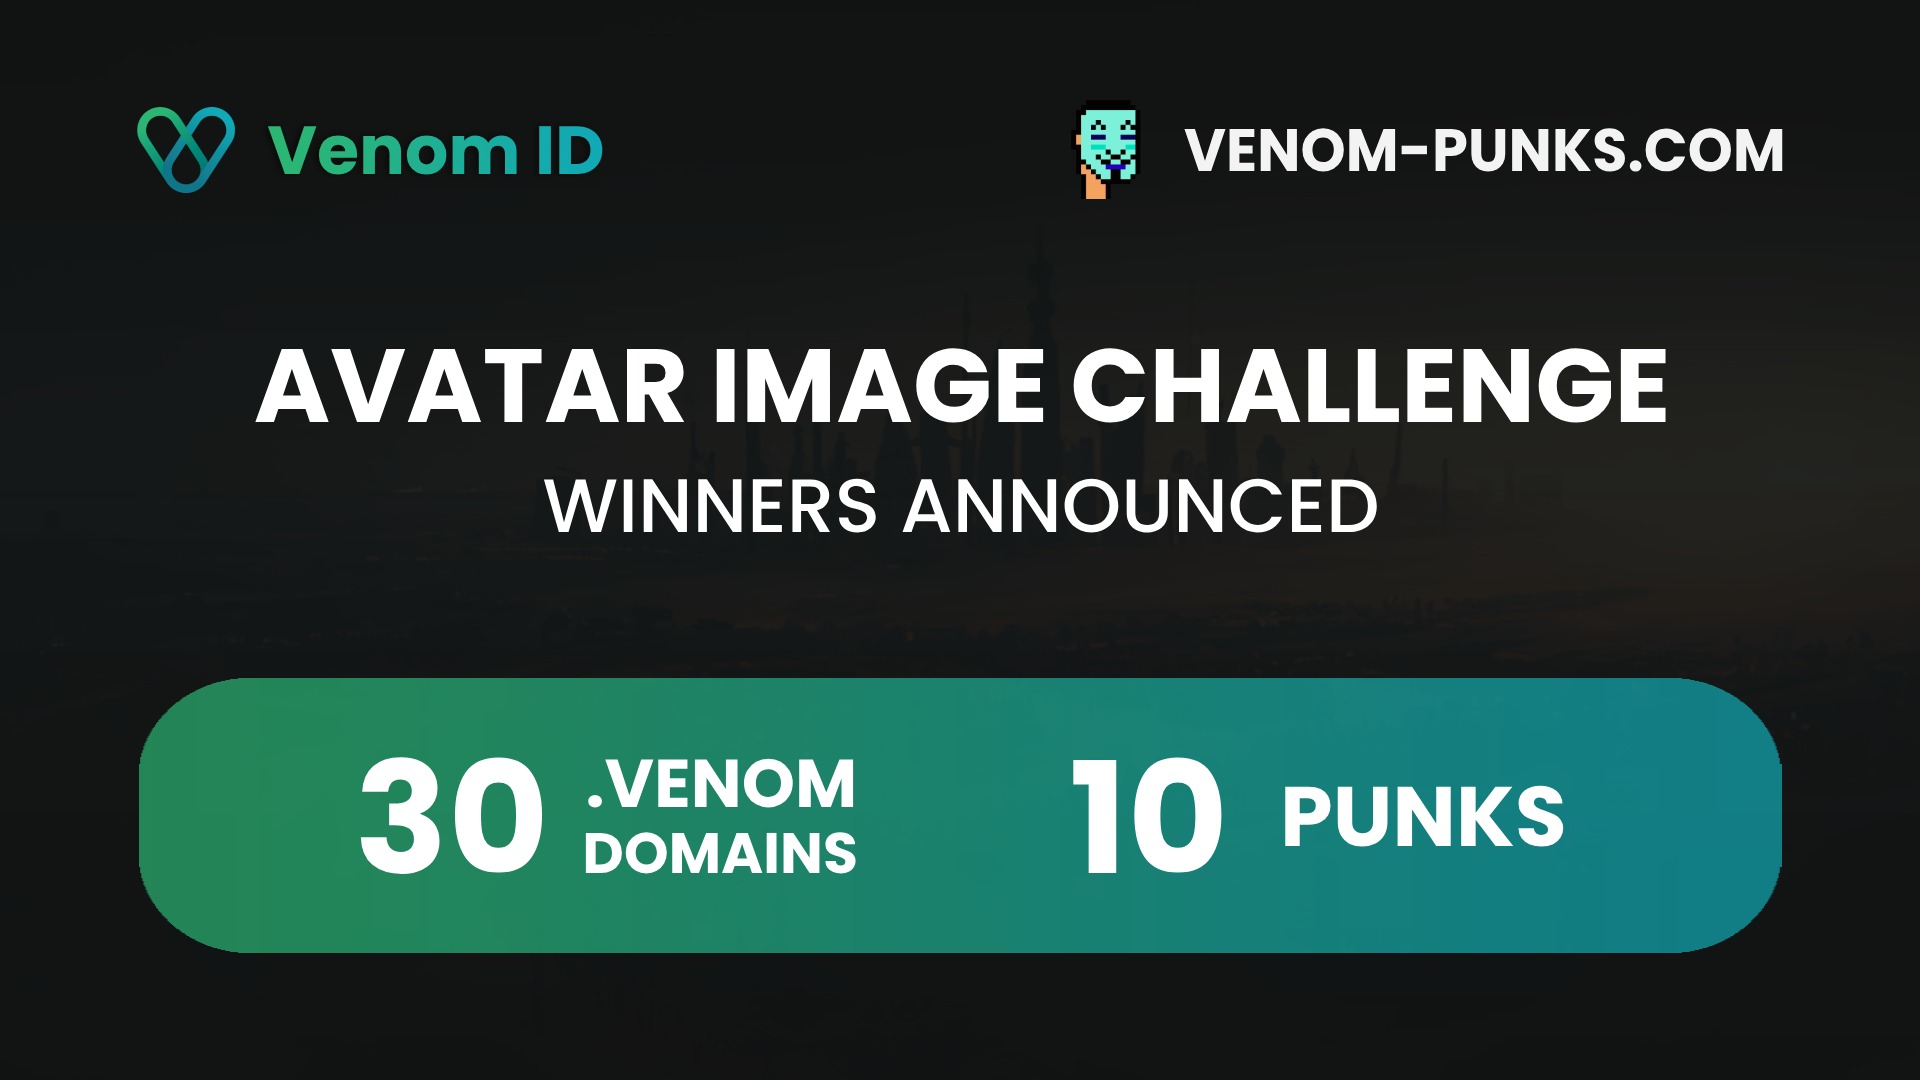 Venom ID
VENOM-PUNKS.COM
AVATAR IMAGE CHALLENGE
WINNERS ANNOUNCED
30 .VENOM DOMAINS
10 PUNKS